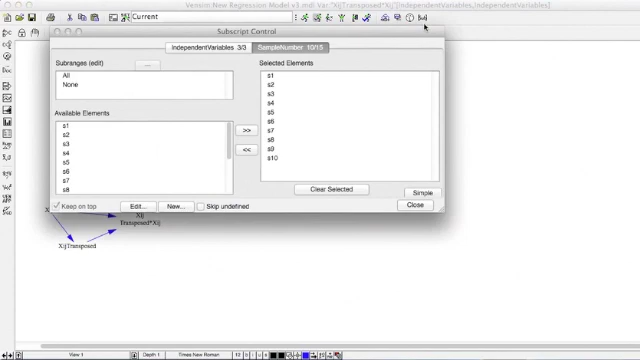 Vensim:New Regression Model v3.mdl Var:"XijTransposed*Xij"[IndependentVariables,IndependentVariables]
Current
Subscript Control
IndependentVariables 3/3
SampleNumber 10/15
Subranges (edit)
...
All
None
Selected Elements
s1
s2
s3
s4
s5
s6
s7
s8
s9
s10
Available Elements
s1
s2
s3
s4
s5
s6
s7
s8
>>
<<
Clear Selected
Simple
Keep on top
Edit...
New...
Skip undefined
Close
Xij
Transposed*Xij
XijTransposed
View 1
Depth 1
Times New Roman
12
b
i
u
s